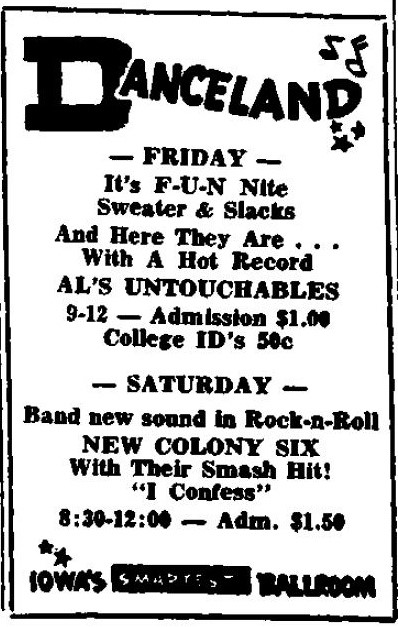 DANCELAND
— FRIDAY —
It's F-U-N Nite
Sweater & Slacks
And Here They Are . . .
With A Hot Record
AL'S UNTOUCHABLES
9-12 — Admission $1.00
College ID's 50c
— SATURDAY —
Band new sound in Rock-n-Roll
NEW COLONY SIX
With Their Smash Hit!
"I Confess"
8:30-12:00 — Adm. $1.50
IOWA'S SMARTEST BALLROOM